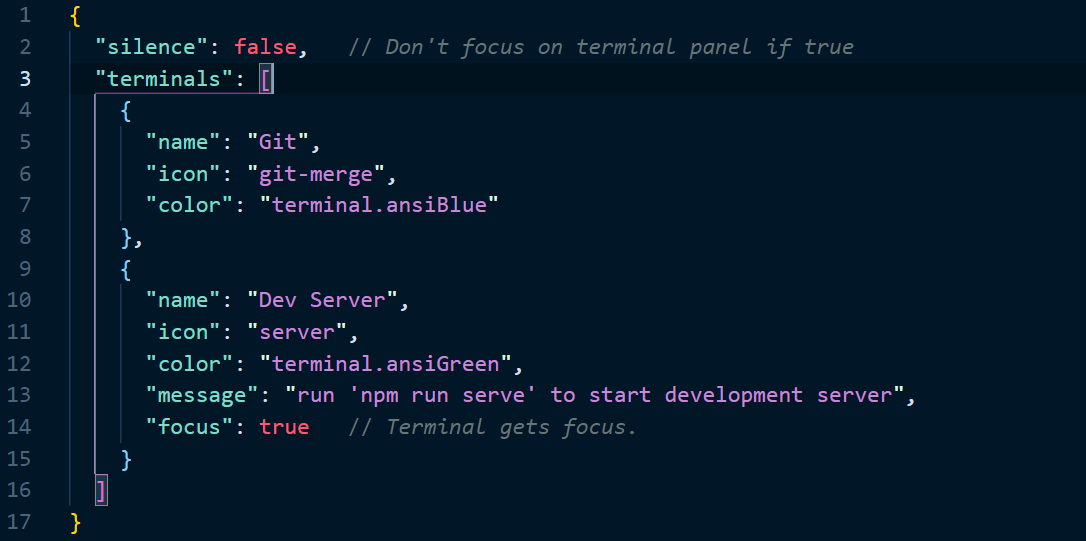 1 {
2   "silence": false,   // Don't focus on terminal panel if true
3   "terminals": [
4     {
5       "name": "Git",
6       "icon": "git-merge",
7       "color": "terminal.ansiBlue"
8     },
9     {
10       "name": "Dev Server",
11       "icon": "server",
12       "color": "terminal.ansiGreen",
13       "message": "run 'npm run serve' to start development server",
14       "focus": true   // Terminal gets focus.
15     }
16   ]
17 }